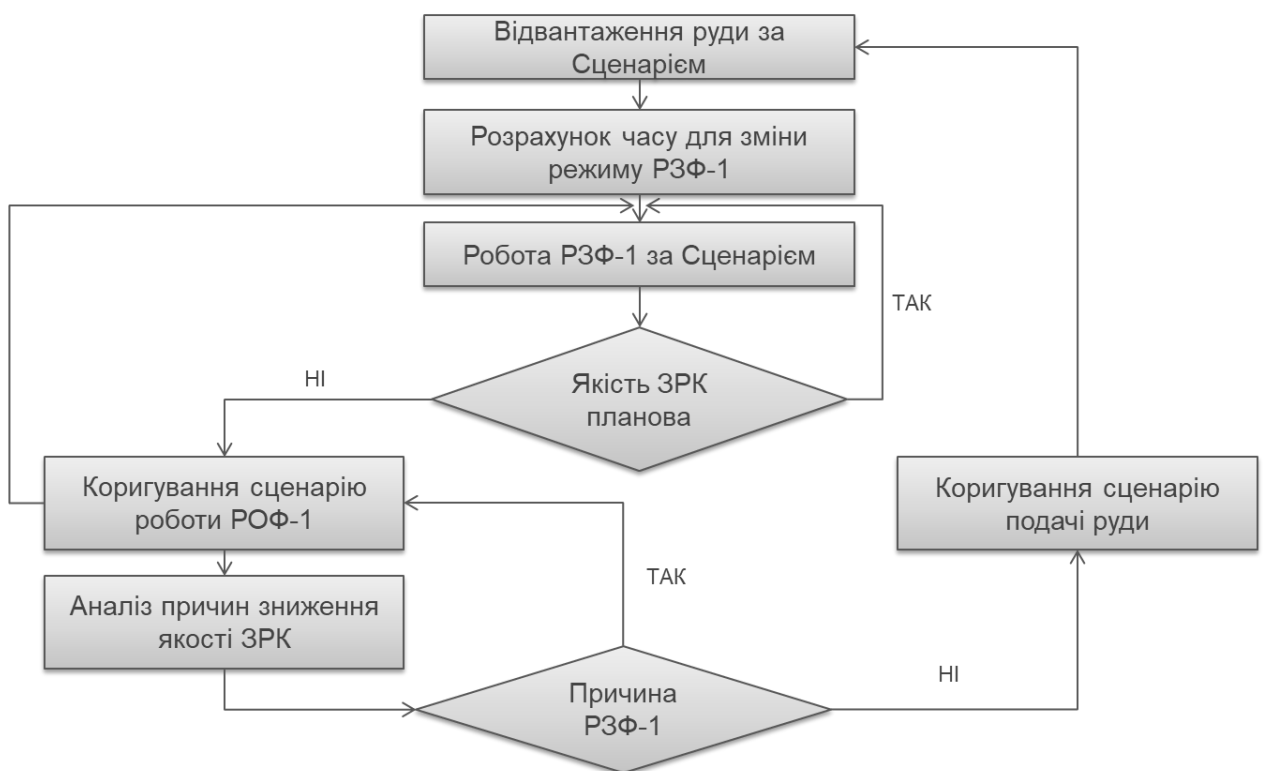 Відвантаження руди за
Сценарієм
Розрахунок часу для зміни
режиму РЗФ-1
Робота РЗФ-1 за Сценарієм
ТАК
НІ
Якість ЗРК
планова
Коригування сценарію
роботи РОФ-1
Коригування сценарію
подачі руди
ТАК
Аналіз причин зниження
якості ЗРК
НІ
Причина
РЗФ-1